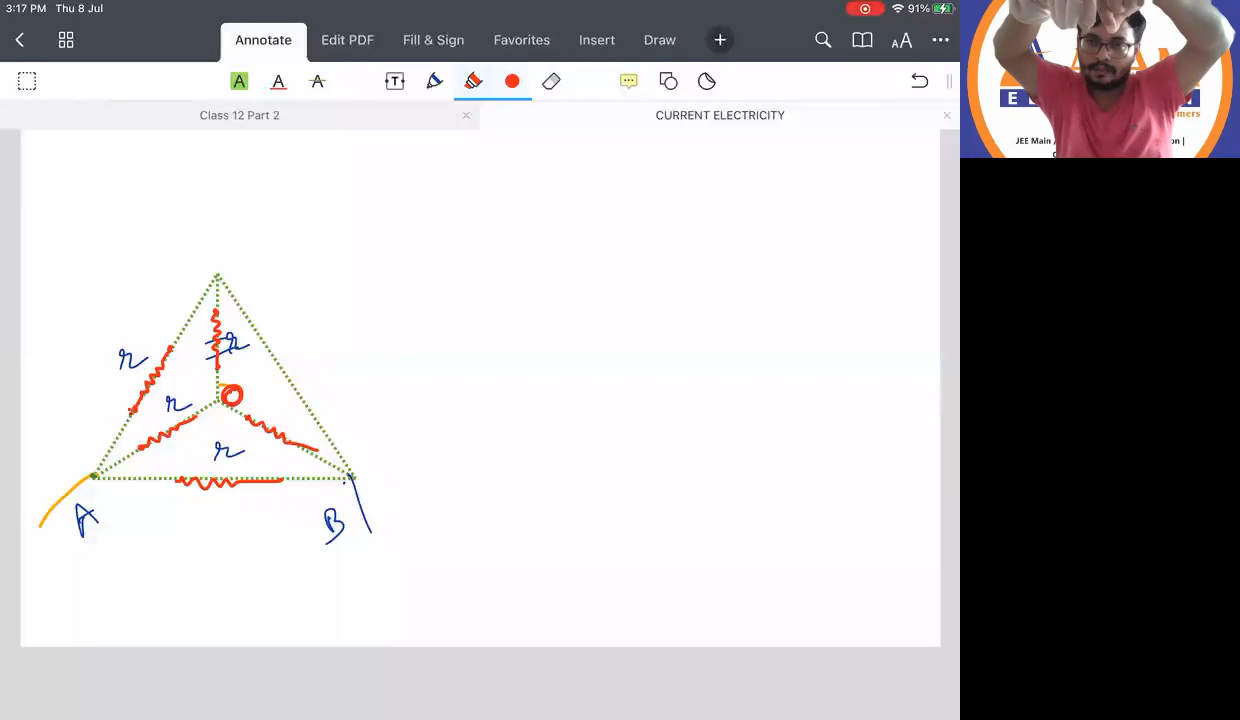 3:17 PM Thu 8 Jul
91%
Annotate Edit PDF Fill & Sign Favorites Insert Erase Draw
Class 12 Part 2
CURRENT ELECTRICITY
JEE Main
r
r
r
r
O
A
B